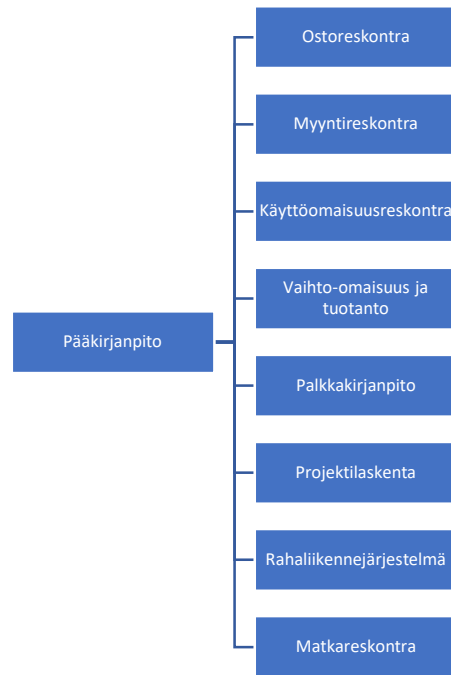 Ostoreskontra
Myyntireskontra
Käyttöomaisuusreskontra
Vaihto-omaisuus ja
tuotanto
Pääkirjanpito
Palkkakirjanpito
Projektilaskenta
Rahaliikennejärjestelmä
Matkareskontra